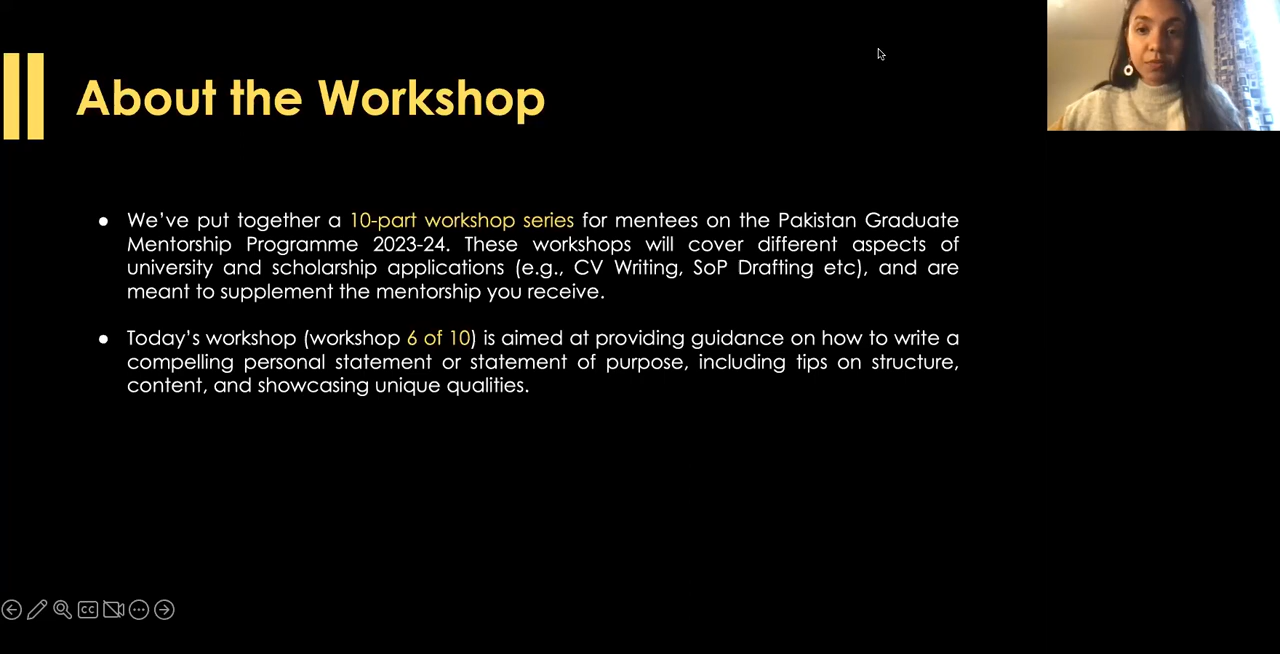 About the Workshop
● We’ve put together a 10-part workshop series for mentees on the Pakistan Graduate
Mentorship Programme 2023-24. These workshops will cover different aspects of
university and scholarship applications (e.g., CV Writing, SoP Drafting etc), and are
meant to supplement the mentorship you receive.
● Today’s workshop (workshop 6 of 10) is aimed at providing guidance on how to write a
compelling personal statement or statement of purpose, including tips on structure,
content, and showcasing unique qualities.
CC